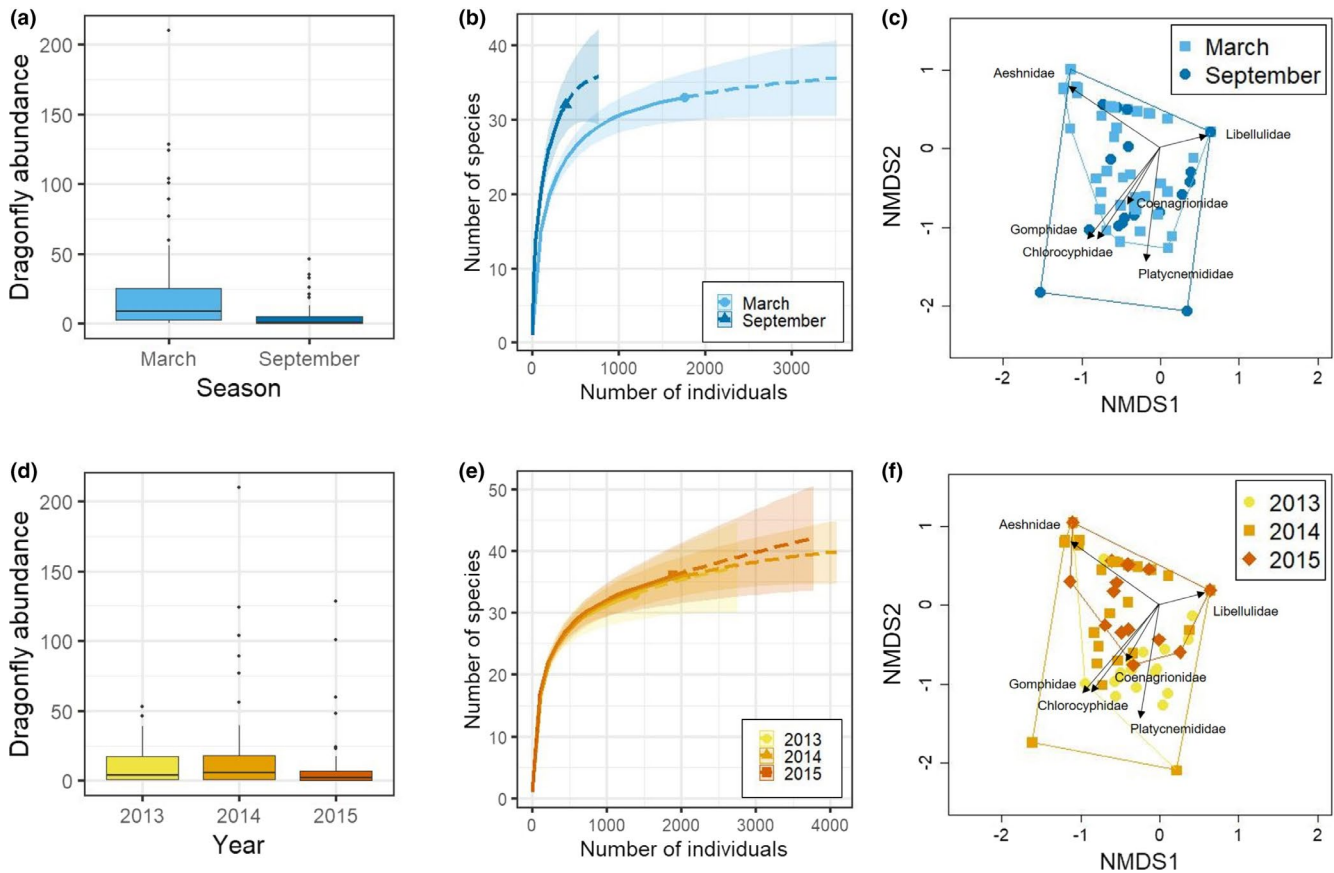 (a)
Dragonfly abundance
200
150
100
50
0
March
September
Season
(b)
Number of species
40
30
20
10
0
March
September
0
1000
2000
3000
Number of individuals
(c)
NMDS2
1
0
-1
-2
March
September
Aeshnidae
Libellulidae
Coenagrionidae
Gomphidae
Chlorocyphidae
Platycnemididae
-2
-1
0
1
2
NMDS1
(d)
Dragonfly abundance
200
150
100
50
0
2013
2014
2015
Year
(e)
Number of species
50
40
30
20
10
0
2013
2014
2015
0
1000
2000
3000
4000
Number of individuals
(f)
NMDS2
1
0
-1
-2
2013
2014
2015
Aeshnidae
Libellulidae
Coenagrionidae
Gomphidae
Chlorocyphidae
Platycnemididae
-2
-1
0
1
2
NMDS1